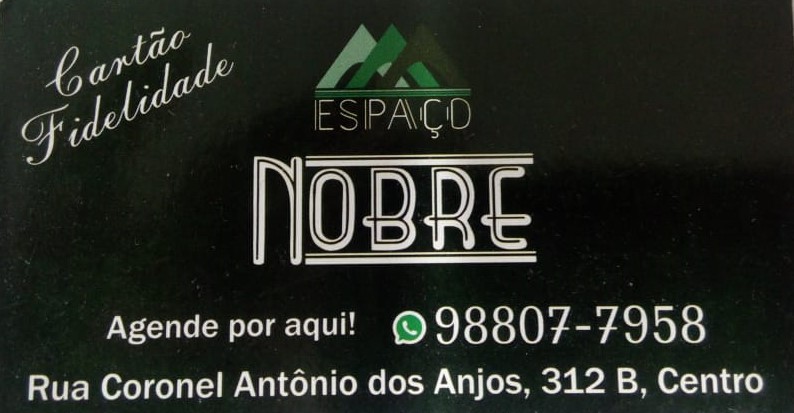 Cartão
Fidelidade
ESPAÇO
NOBRE
Agende por aqui! 98807-7958
Rua Coronel Antônio dos Anjos, 312 B, Centro